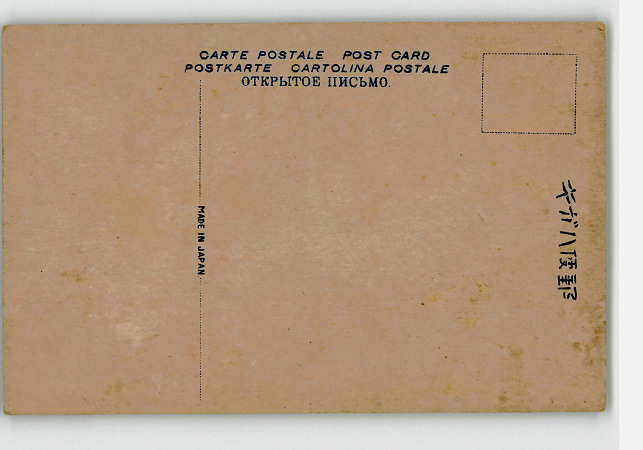 CARTE POSTALE POST CARD
POSTKARTE CARTOLINA POSTALE
ОТКРЫТОЕ ПИСЬМО.
MADE IN JAPAN
郵便ハガキ